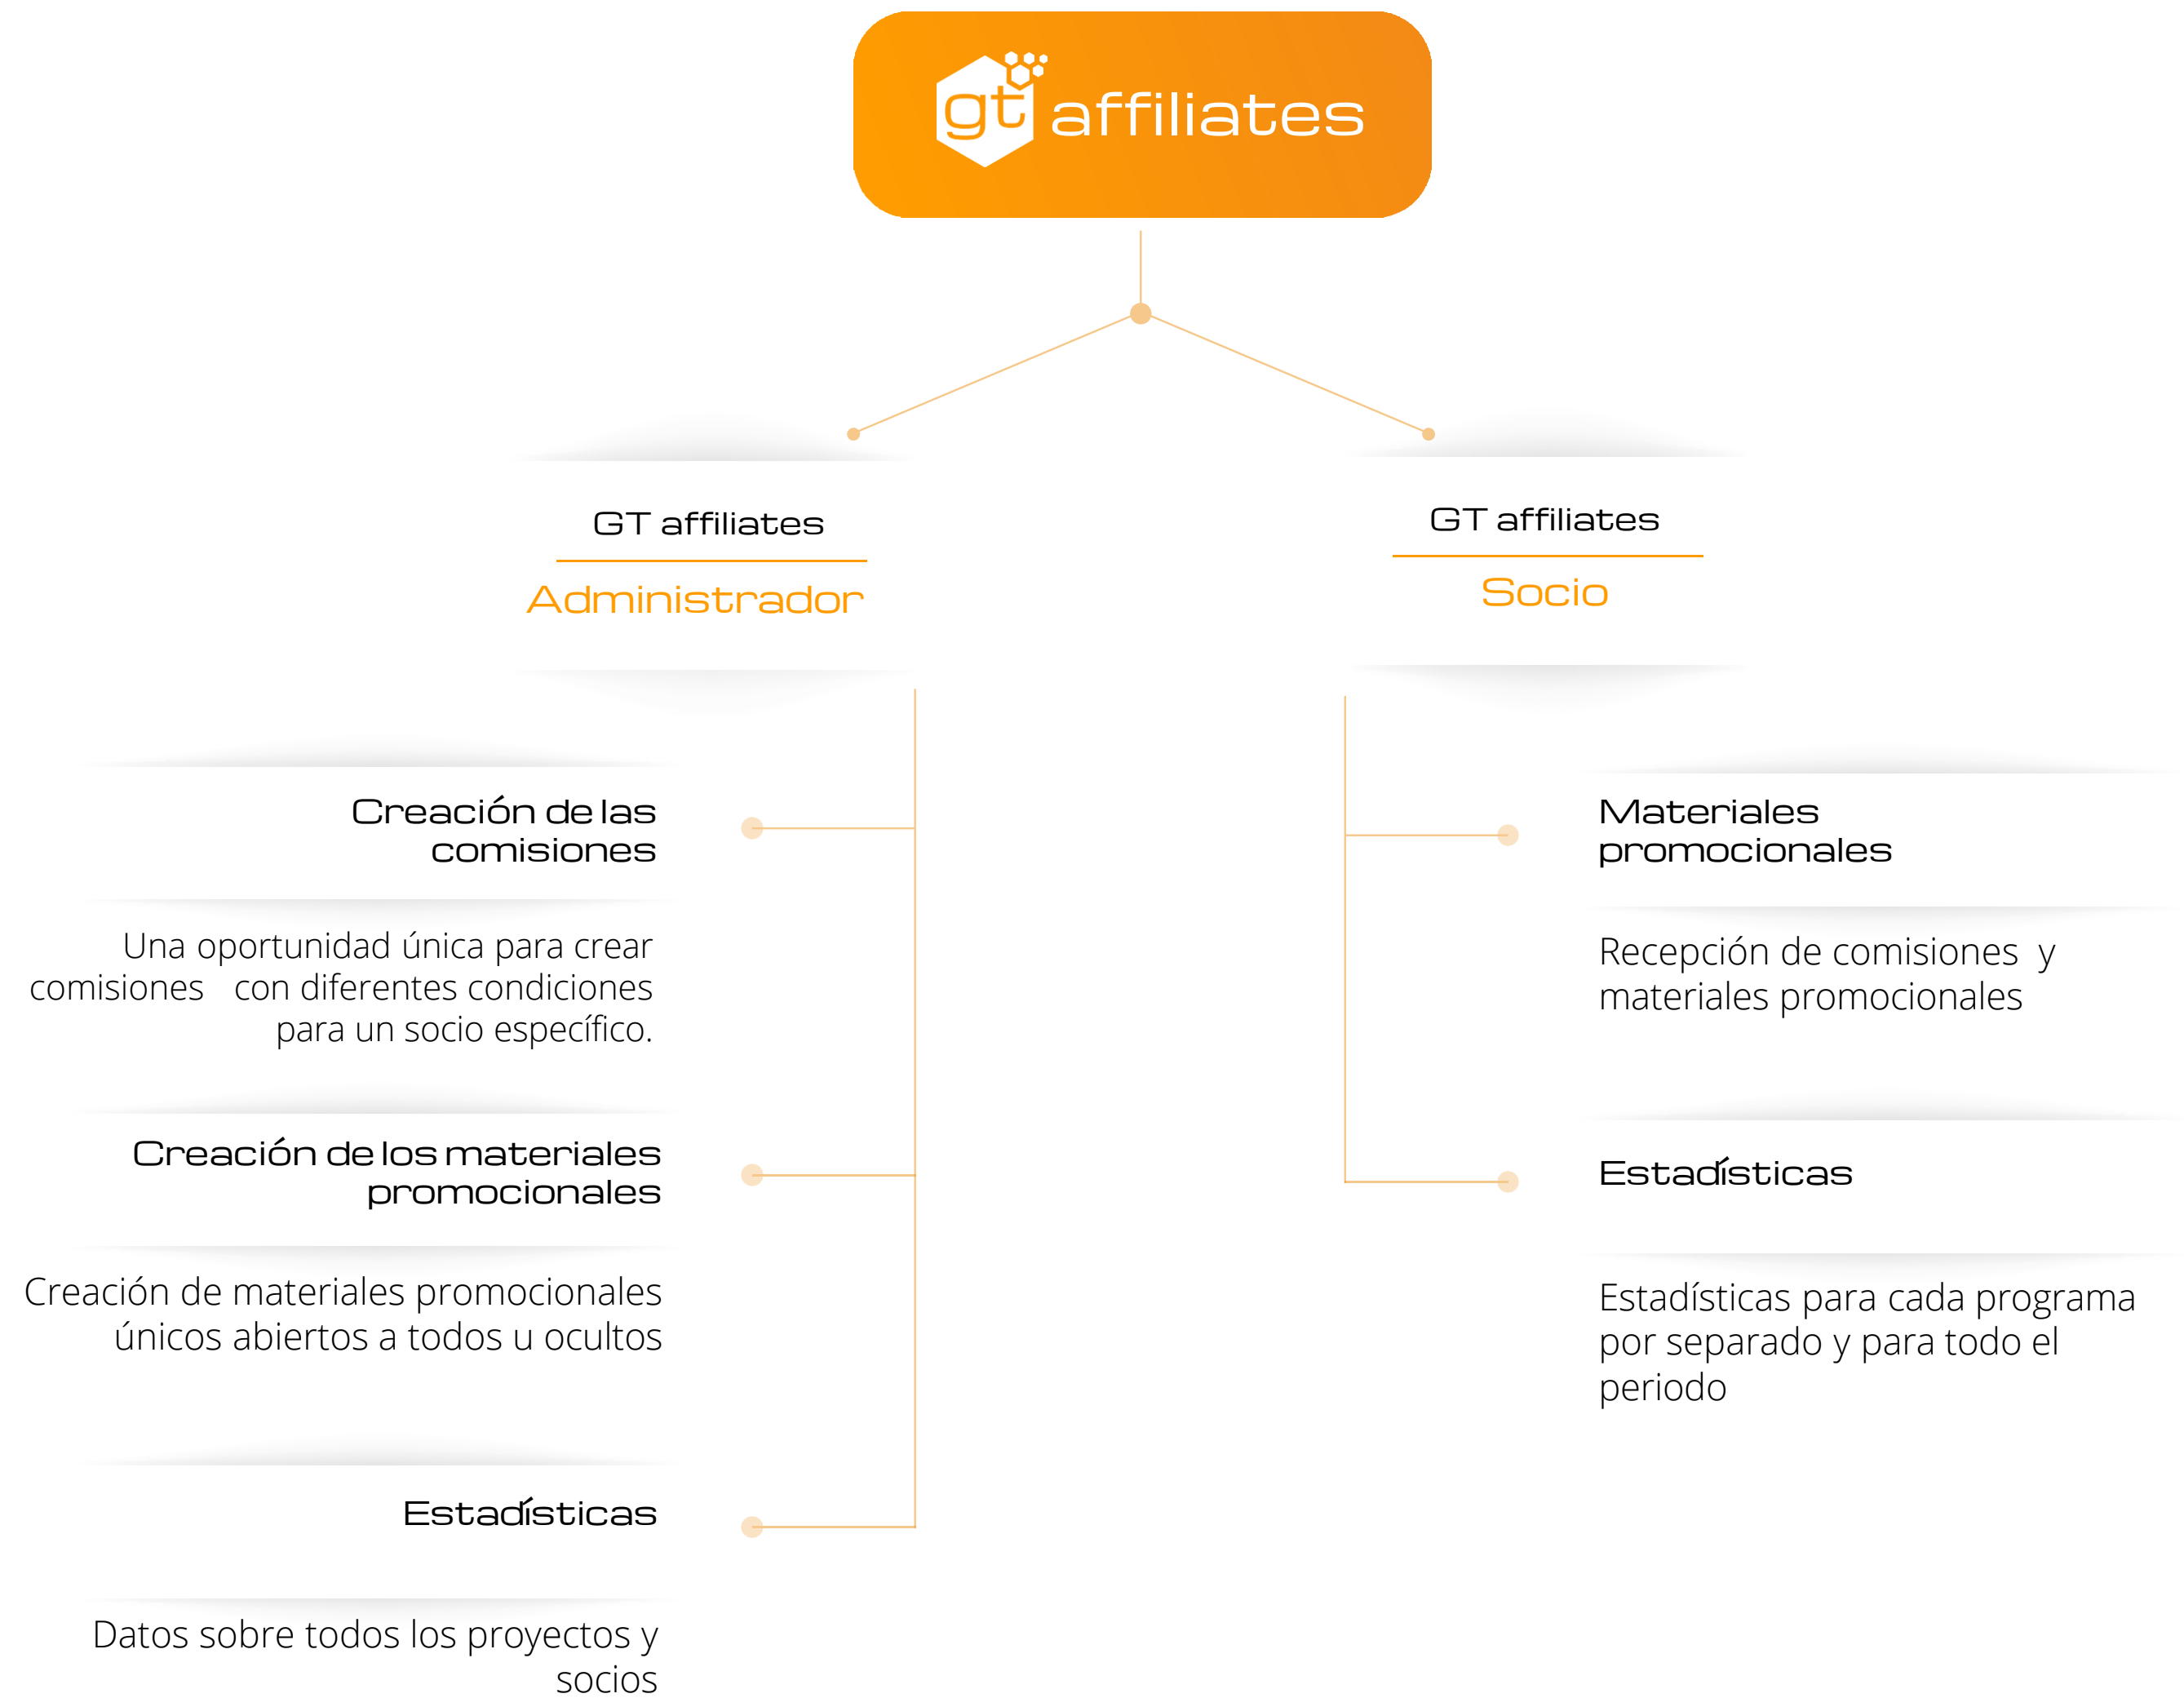 gt affiliates
GT affiliates
Administrador
Creación de las
comisiones
Una oportunidad única para crear
comisiones con diferentes condiciones
para un socio específico.
Creación de los materiales
promocionales
Creación de materiales promocionales
únicos abiertos a todos u ocultos
Estadísticas
Datos sobre todos los proyectos y
socios
GT affiliates
Socio
Materiales
promocionales
Recepción de comisiones y
materiales promocionales
Estadísticas
Estadísticas para cada programa
por separado y para todo el
periodo